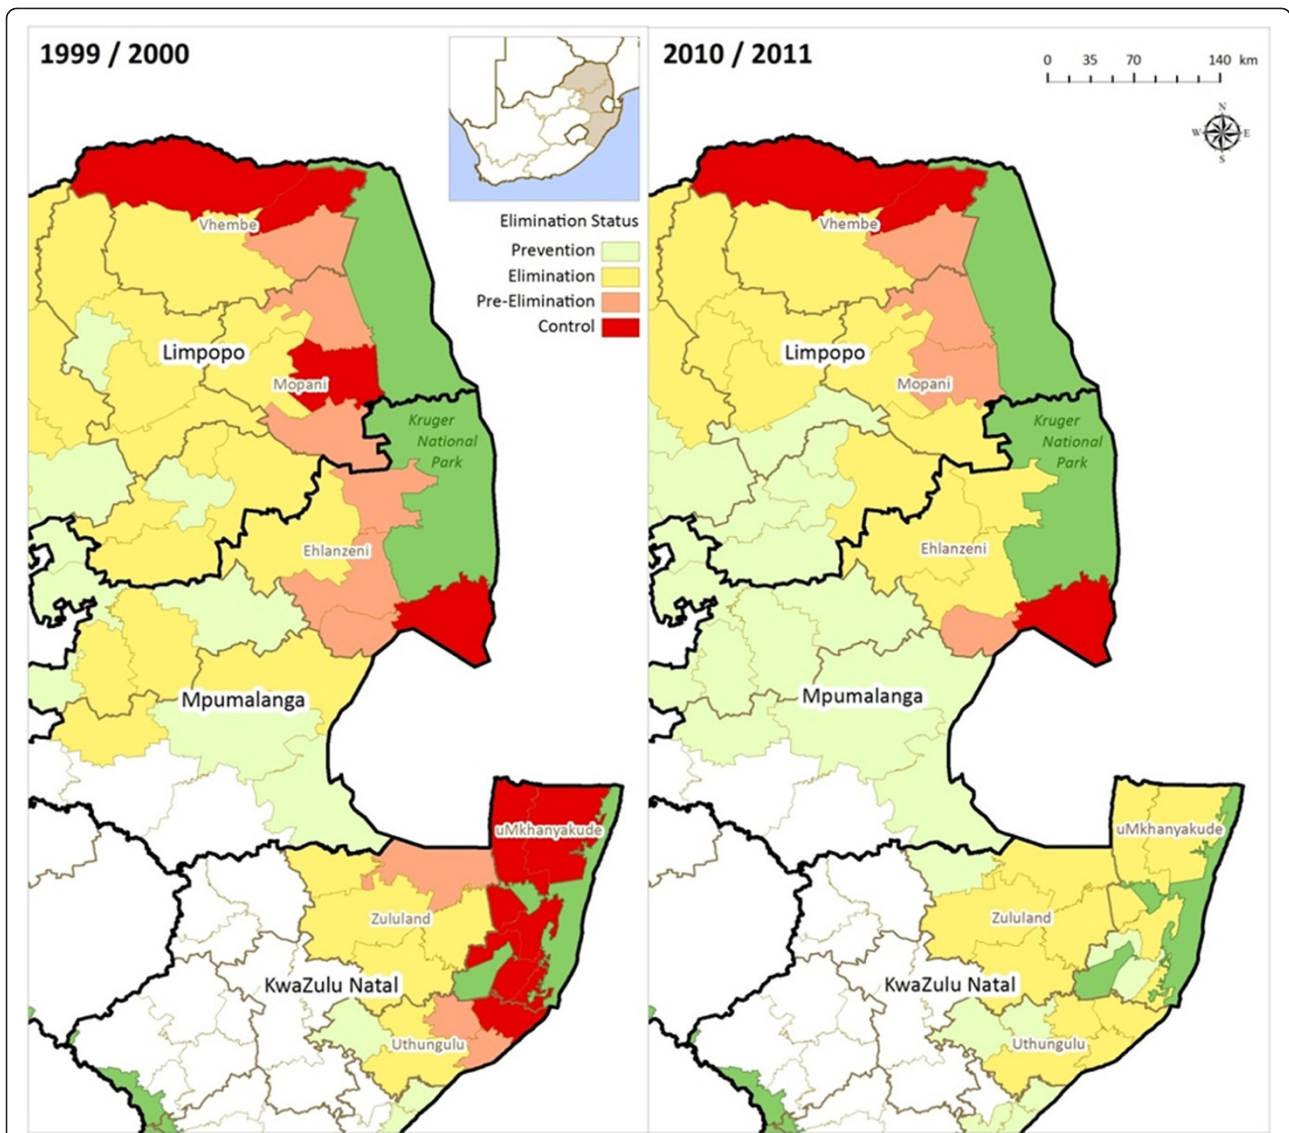 1999 / 2000
Elimination Status
Prevention
Elimination
Pre-Elimination
Control
Vhembe
Limpopo
Mopani
Kruger
National
Park
Ehlanzeni
Mpumalanga
uMkhanyakude
Zululand
KwaZulu Natal
Uthungulu
2010 / 2011
0 35 70 140 km
N
W E
S
Vhembe
Limpopo
Mopani
Kruger
National
Park
Ehlanzeni
Mpumalanga
uMkhanyakude
Zululand
KwaZulu Natal
Uthungulu